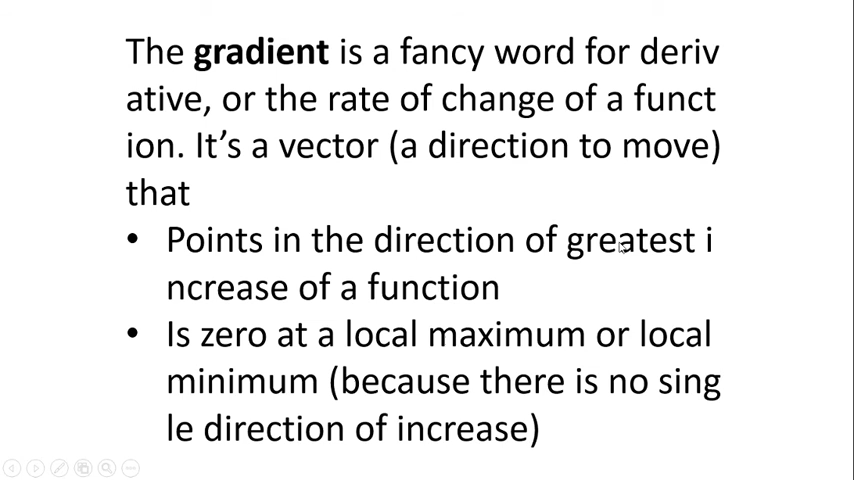 The gradient is a fancy word for deriv
ative, or the rate of change of a funct
ion. It’s a vector (a direction to move)
that
• Points in the direction of greatest i
ncrease of a function
• Is zero at a local maximum or local
minimum (because there is no sing
le direction of increase)